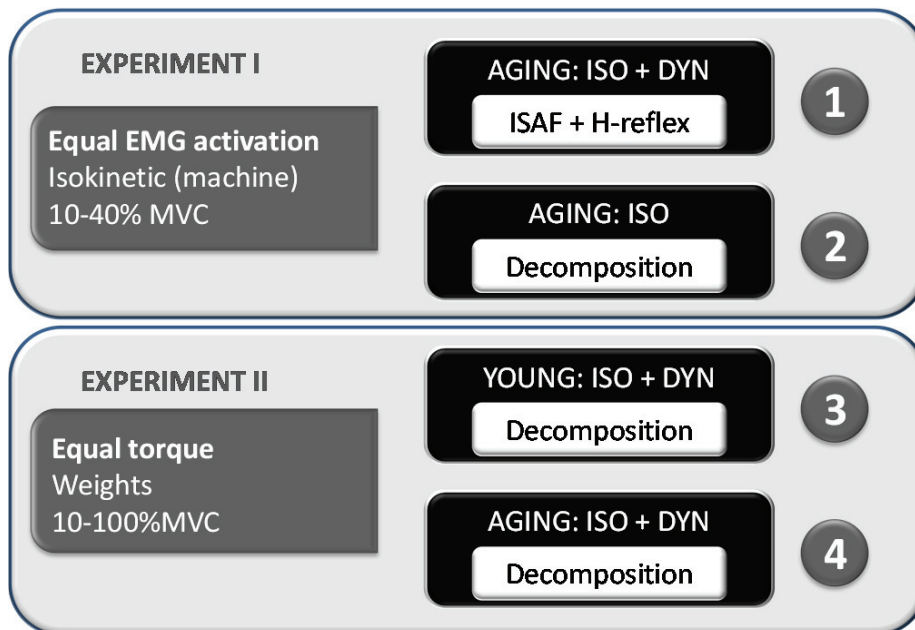 EXPERIMENT I
Equal EMG activation
Isokinetic (machine)
10-40% MVC
AGING: ISO + DYN
ISAF + H-reflex
1
AGING: ISO
Decomposition
2
EXPERIMENT II
Equal torque
Weights
10-100%MVC
YOUNG: ISO + DYN
Decomposition
3
AGING: ISO + DYN
Decomposition
4